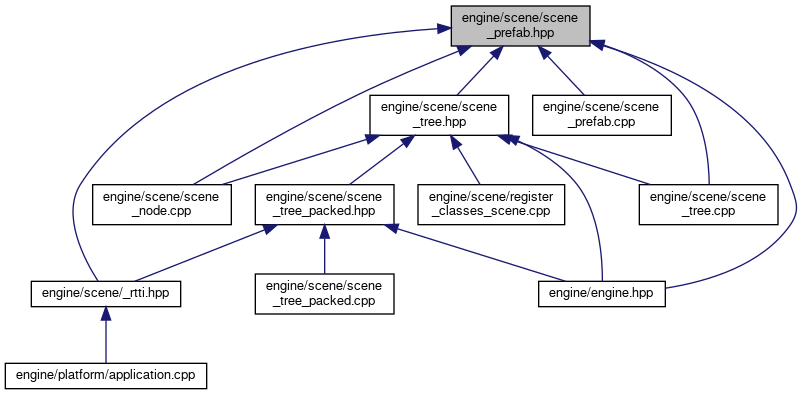 engine/scene/scene
_prefab.hpp
engine/scene/scene
_tree.hpp
engine/scene/scene
_prefab.cpp
engine/scene/scene
_node.cpp
engine/scene/scene
_tree_packed.hpp
engine/scene/register
_classes_scene.cpp
engine/scene/scene
_tree.cpp
engine/scene/_rtti.hpp
engine/scene/scene
_tree_packed.cpp
engine/engine.hpp
engine/platform/application.cpp